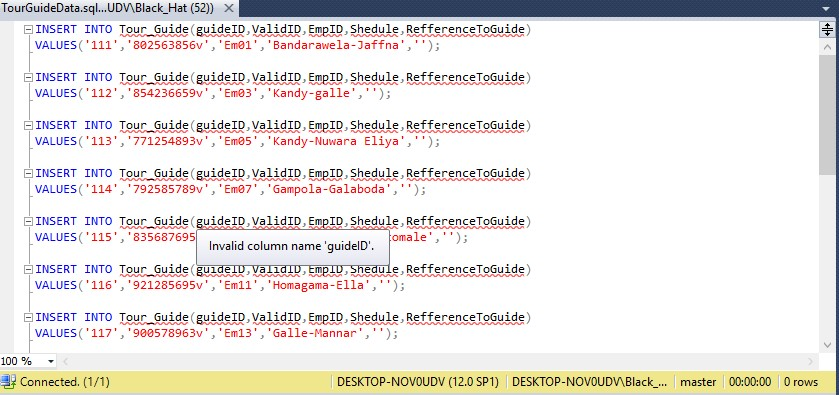 TourGuideData.sql...UDV\Black_Hat (52))
INSERT INTO Tour_Guide(guideID,ValidID,EmpID,Shedule,RefferenceToGuide)
VALUES('111','802563856v','Em01','Bandarawela-Jaffna','');
INSERT INTO Tour_Guide(guideID,ValidID,EmpID,Shedule,RefferenceToGuide)
VALUES('112','854236659v','Em03','Kandy-galle','');
INSERT INTO Tour_Guide(guideID,ValidID,EmpID,Shedule,RefferenceToGuide)
VALUES('113','771254893v','Em05','Kandy-Nuwara Eliya','');
INSERT INTO Tour_Guide(guideID,ValidID,EmpID,Shedule,RefferenceToGuide)
VALUES('114','792585789v','Em07','Gampola-Galaboda','');
INSERT INTO Tour_Guide(guideID,ValidID,EmpID,Shedule,RefferenceToGuide)
VALUES('115','835687695 comale','');
Invalid column name 'guideID'.
INSERT INTO Tour_Guide(guideID,ValidID,EmpID,Shedule,RefferenceToGuide)
VALUES('116','921285695v','Em11','Homagama-Ella','');
INSERT INTO Tour_Guide(guideID,ValidID,EmpID,Shedule,RefferenceToGuide)
VALUES('117','900578963v','Em13','Galle-Mannar','');
100 %
Connected. (1/1) DESKTOP-NOV0UDV (12.0 SP1) DESKTOP-NOV0UDV\Black_... master 00:00:00 0 rows